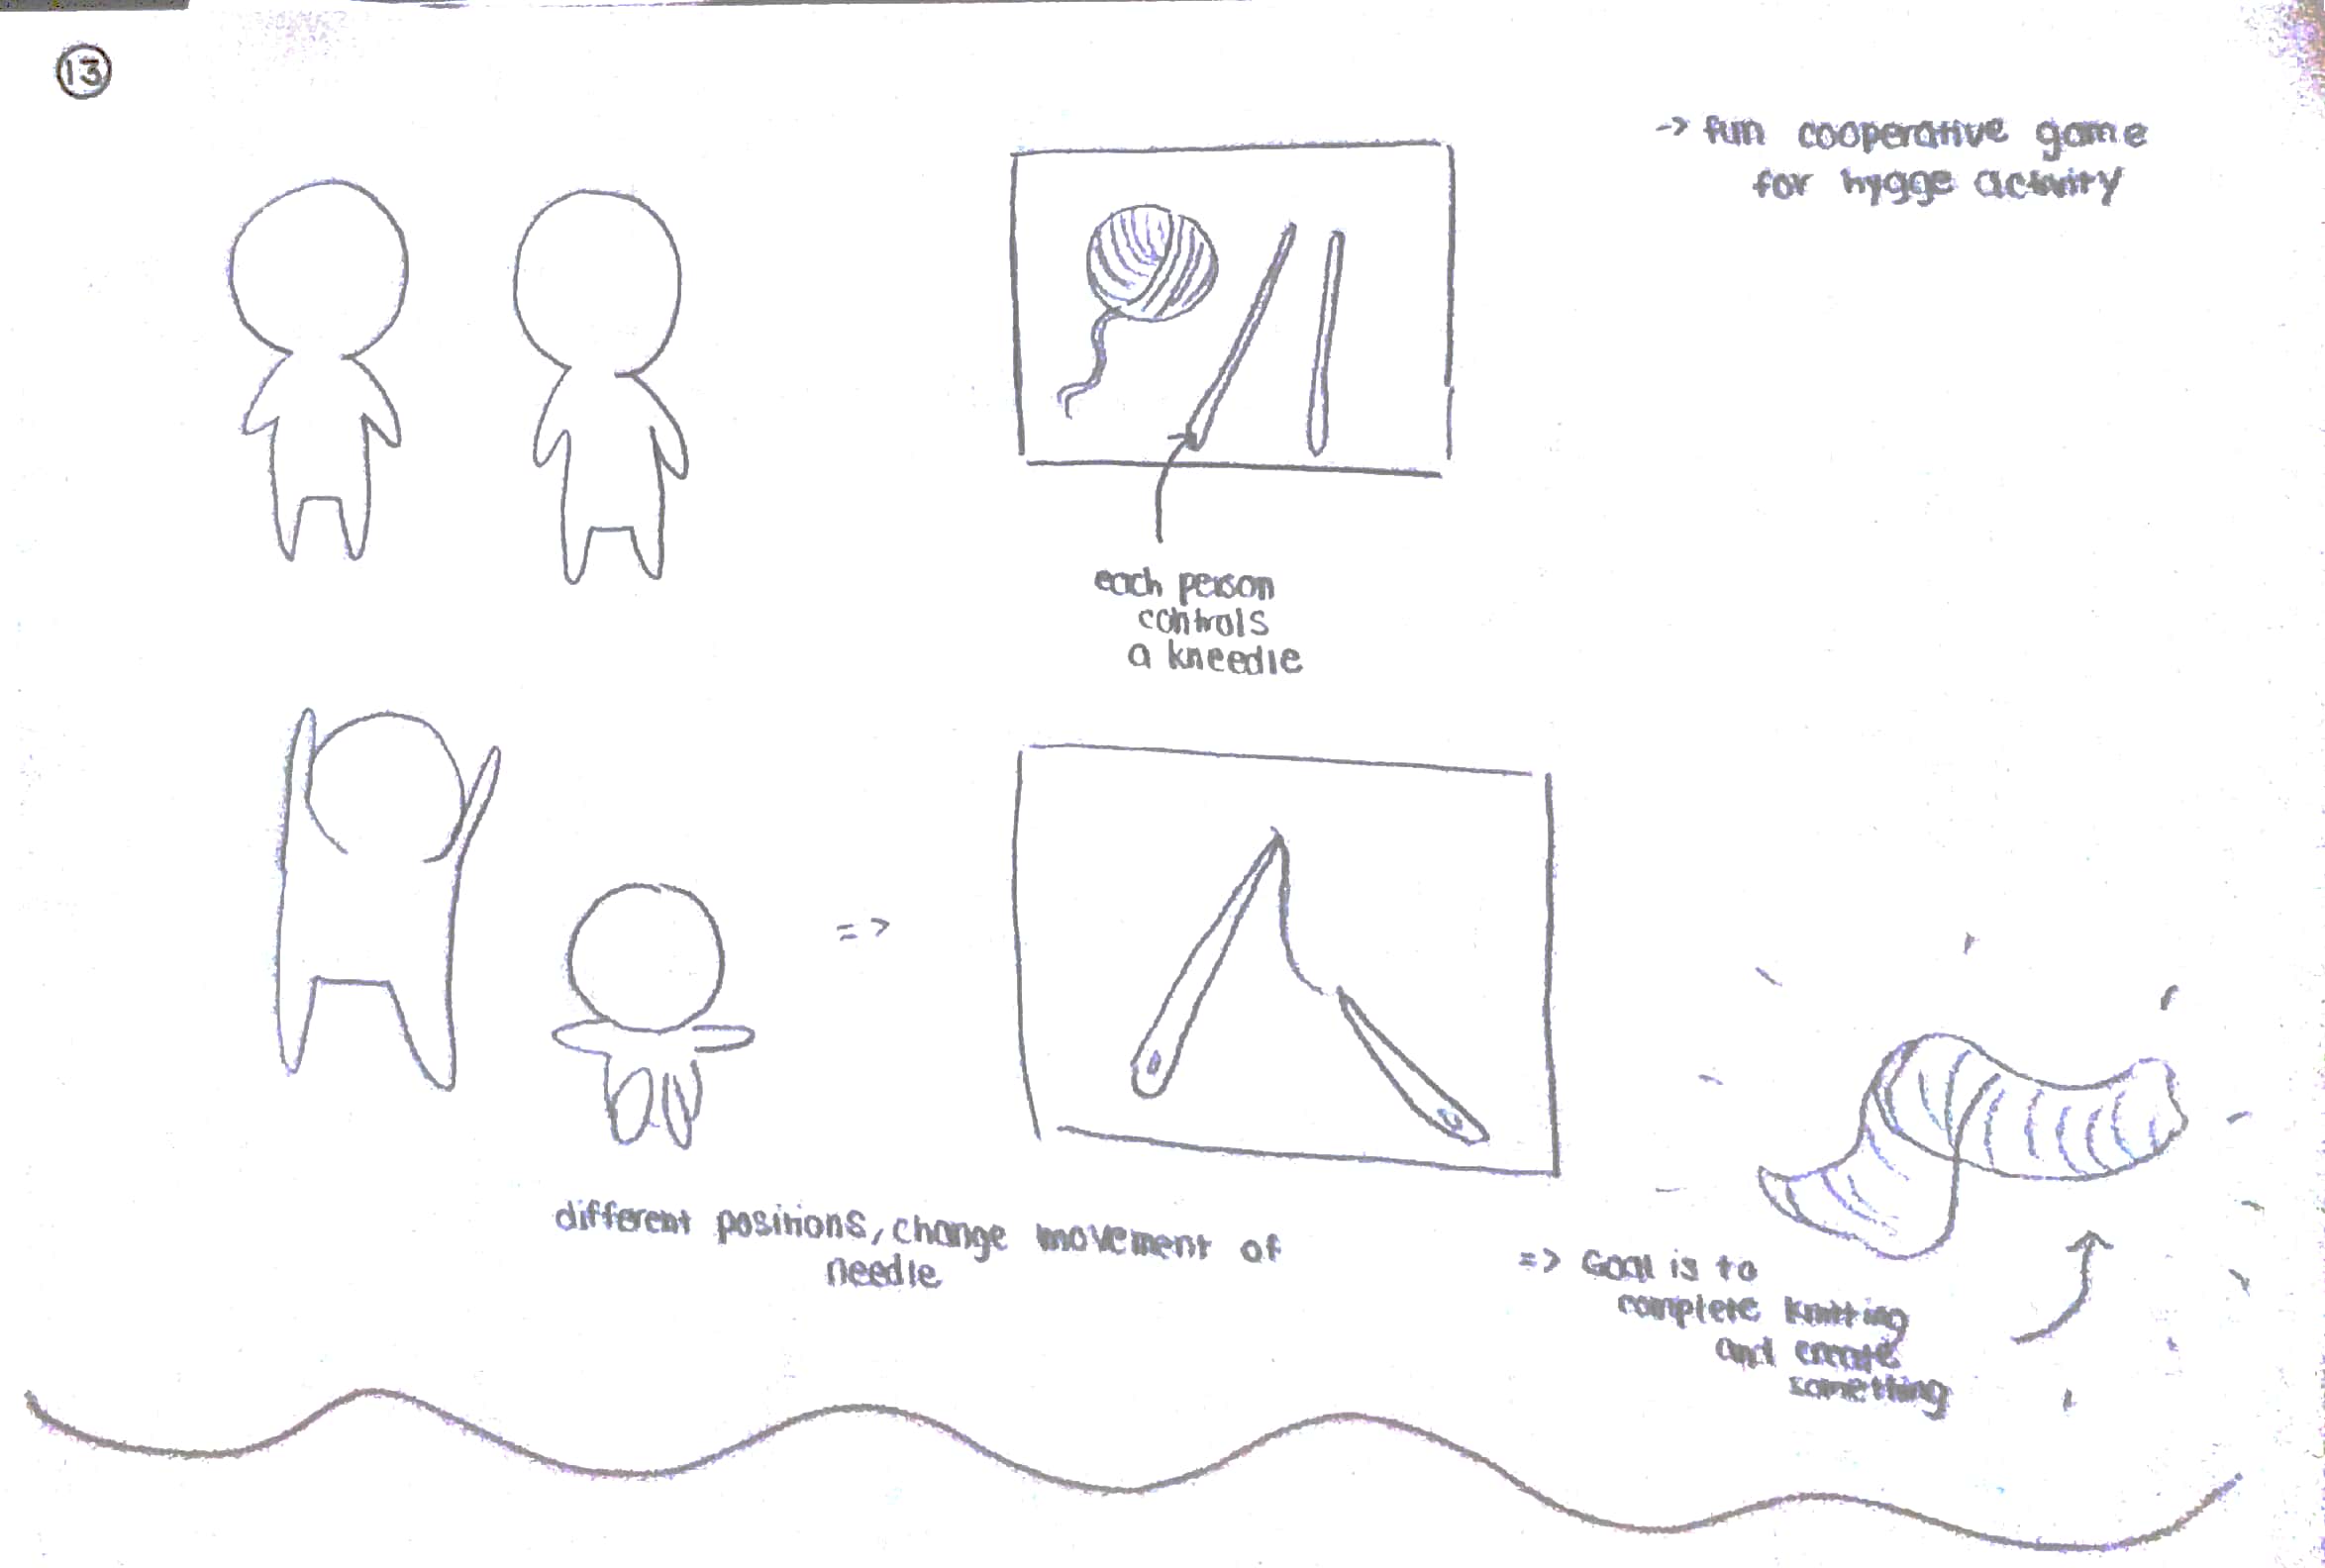 13
-> fun cooperative game
for hygge activity
each person
controls
a kneedle
=>
different positions, change movement of
needle
=> Goal is to
complete knitting
and create
something